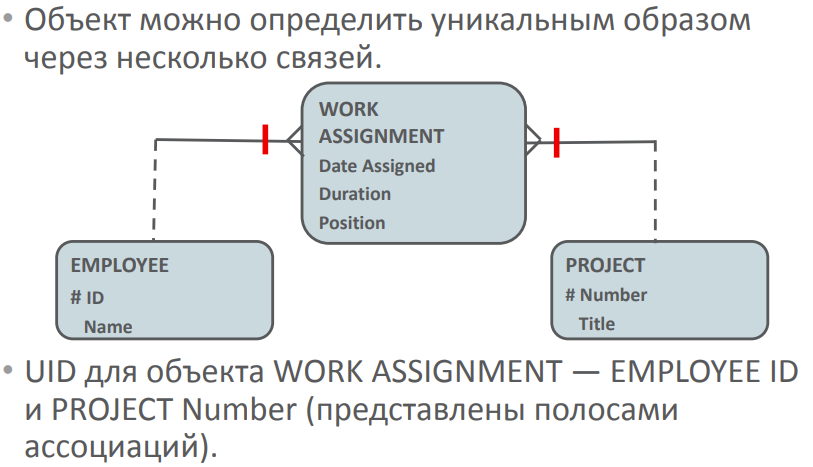 • Объект можно определить уникальным образом
через несколько связей.
WORK
ASSIGNMENT
Date Assigned
Duration
Position
EMPLOYEE
# ID
Name
PROJECT
# Number
Title
• UID для объекта WORK ASSIGNMENT — EMPLOYEE ID
и PROJECT Number (представлены полосами
ассоциаций).